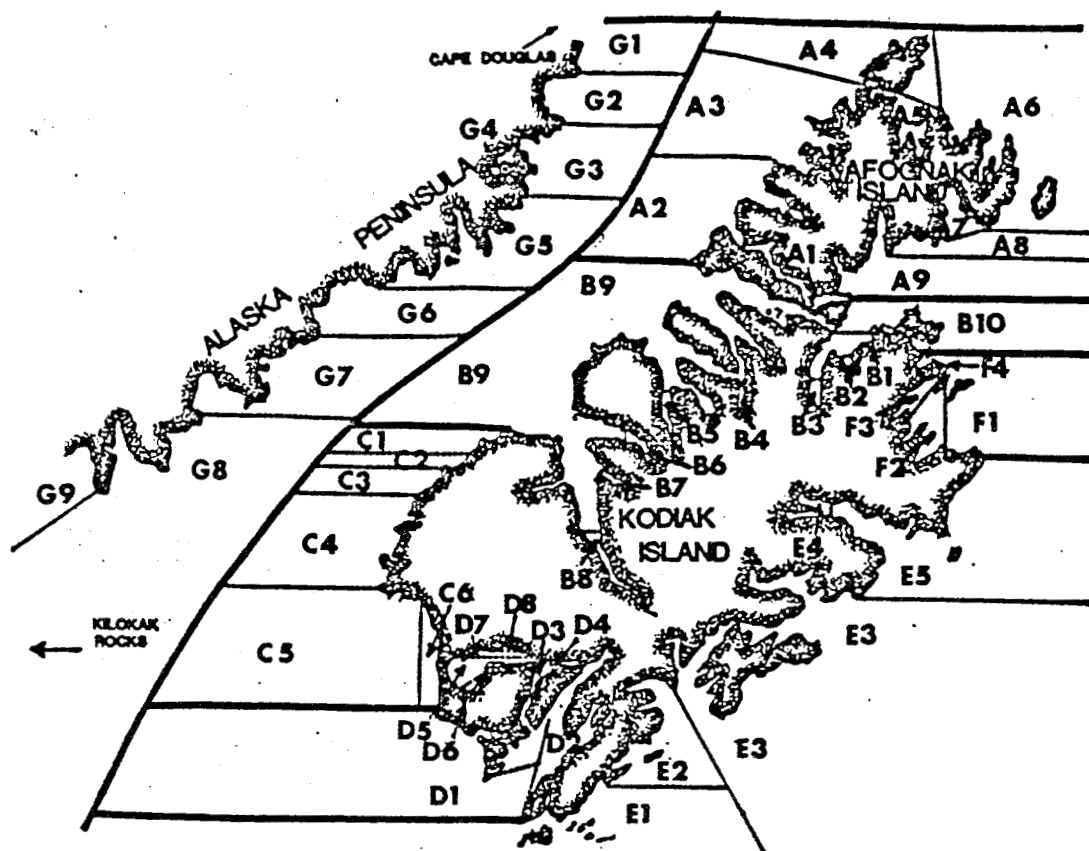 G1
A4
CAPE DOUGLAS
G2
A3
A5
A6
G4
G3
AFOGNAK
ISLAND
PENINSULA
A2
A7
G5
A1
A8
B9
A9
ALASKA
G6
B10
G7
B9
B1
F4
B2
B5
B4
B3
F3
F1
C1
C2
B6
F2
G8
C3
B7
G9
KODIAK
ISLAND
C4
E4
B8
E5
C6
D8
KILOKAK
ROCKS
D7
D3
D4
E3
C5
D5
D6
D
E3
E2
D1
E1